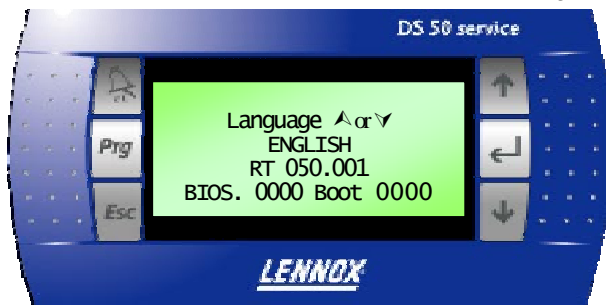 DS 50 service
Language ⋏or⋎
ENGLISH
RT 050.001
BIOS. 0000 Boot 0000
Prg
Esc
LENNOX